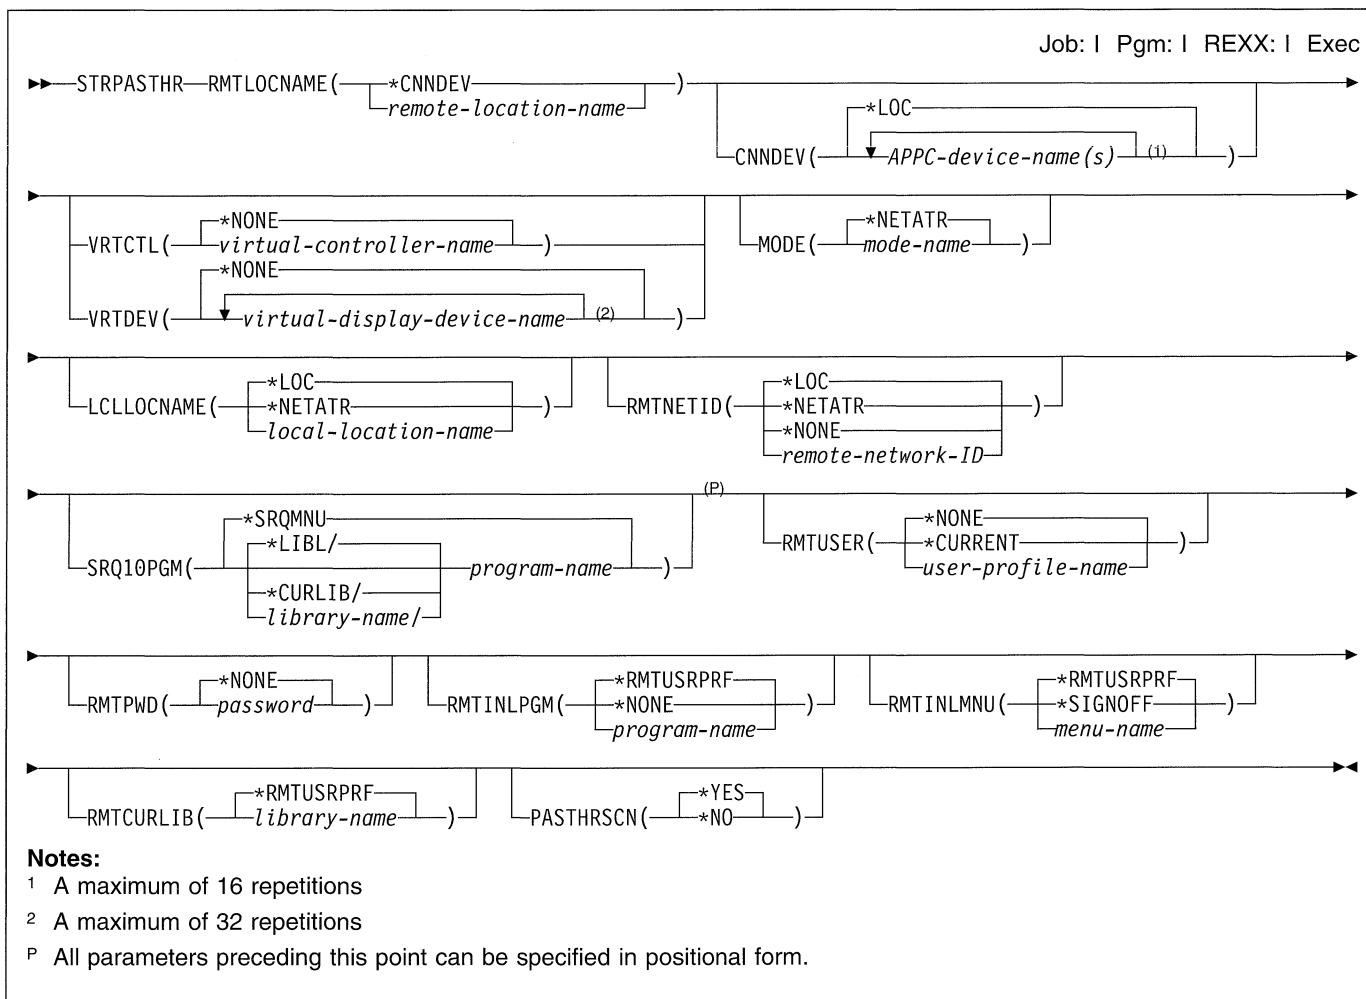 Job: I Pgm: I REXX: I Exec
STRPASTHR RMTLOCNAME( *CNNDEV )
remote-location-name
*LOC
CNNDEV( APPC-device-name(s) (1) )
*NONE
VRTCTL( virtual-controller-name )
*NETATR
MODE( mode-name )
*NONE
VRTDEV( virtual-display-device-name (2) )
*LOC
LCLLOCNAME( *NETATR )
local-location-name
*LOC
RMTNETID( *NETATR )
*NONE
remote-network-ID
(P)
*SRQMNU
*LIBL/
SRQ10PGM( program-name )
*CURLIB/
library-name/
*NONE
RMTUSER( *CURRENT )
user-profile-name
*NONE
RMTPWD( password )
*RMTUSRPRF
RMTINLPGM( *NONE )
program-name
*RMTUSRPRF
RMTINLMNU( *SIGNOFF )
menu-name
*RMTUSRPRF
RMTCURLIB( library-name )
*YES
PASTHRSCN( *NO )
Notes:
1 A maximum of 16 repetitions
2 A maximum of 32 repetitions
P All parameters preceding this point can be specified in positional form.